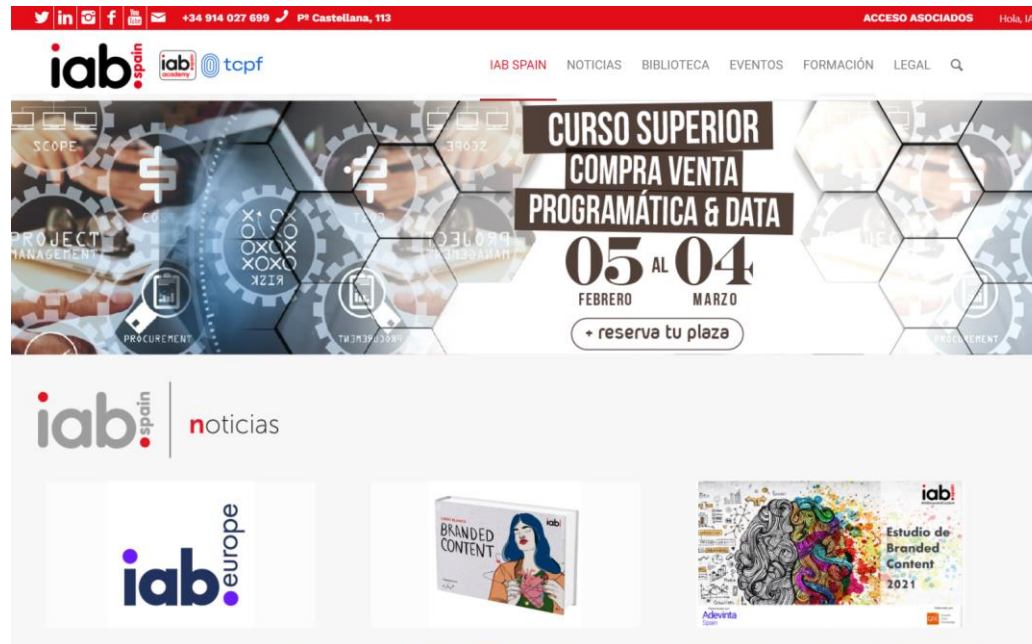 +34 914 027 699 Pº Castellana, 113
ACCESO ASOCIADOS
Hola, IA
iab. spain
iab academy
tcpf
IAB SPAIN NOTICIAS BIBLIOTECA EVENTOS FORMACIÓN LEGAL
SCOPE
PROJECT
MANAGEMENT
RISK
PROCUREMENT
CURSO SUPERIOR
COMPRA VENTA
PROGRAMÁTICA & DATA
05 AL 04
FEBRERO MARZO
+ reserva tu plaza
iab. spain
noticias
iab. europe
BRANDED
CONTENT
iab
iab
Estudio de
Branded
Content
2021
Adevinta
Spain